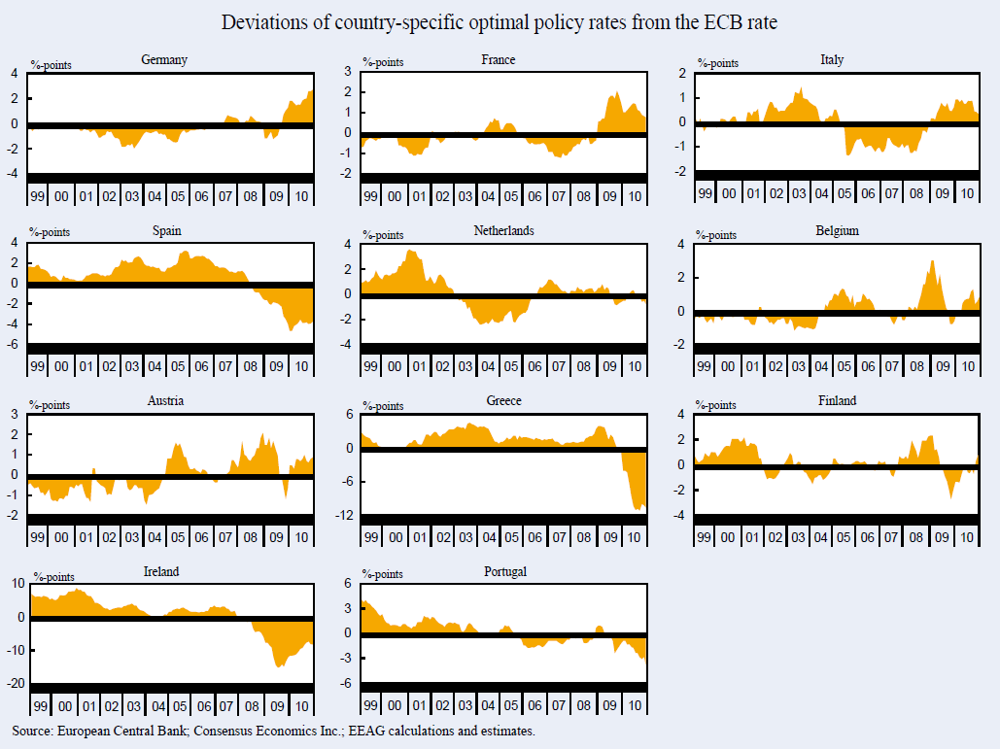 Deviations of country-specific optimal policy rates from the ECB rate
%-points Germany
4
2
0
-2
-4
99 00 01 02 03 04 05 06 07 08 09 10
%-points France
3
2
1
0
-1
-2
99 00 01 02 03 04 05 06 07 08 09 10
%-points Italy
2
1
0
-1
-2
99 00 01 02 03 04 05 06 07 08 09 10
%-points Spain
4
2
0
-2
-4
-6
99 00 01 02 03 04 05 06 07 08 09 10
%-points Netherlands
4
2
0
-2
-4
99 00 01 02 03 04 05 06 07 08 09 10
%-points Belgium
4
2
0
-2
99 00 01 02 03 04 05 06 07 08 09 10
%-points Austria
3
2
1
0
-1
-2
99 00 01 02 03 04 05 06 07 08 09 10
%-points Greece
6
0
-6
-12
99 00 01 02 03 04 05 06 07 08 09 10
%-points Finland
4
2
0
-2
-4
99 00 01 02 03 04 05 06 07 08 09 10
%-points Ireland
10
0
-10
-20
99 00 01 02 03 04 05 06 07 08 09 10
%-points Portugal
6
3
0
-3
-6
99 00 01 02 03 04 05 06 07 08 09 10
Source: European Central Bank; Consensus Economics Inc.; EEAG calculations and estimates.